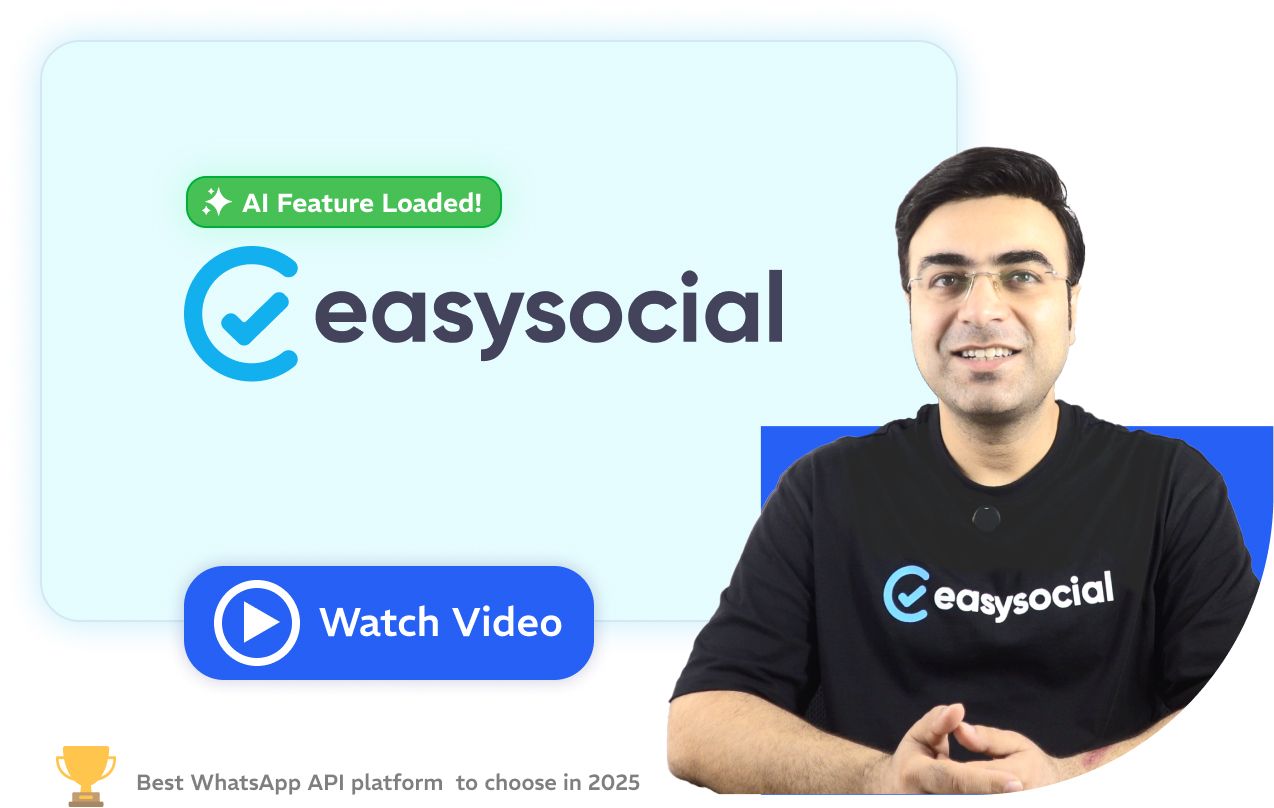 AI Feature Loaded!
easysocial
easysocial
Watch Video
Best WhatsApp API platform to choose in 2025